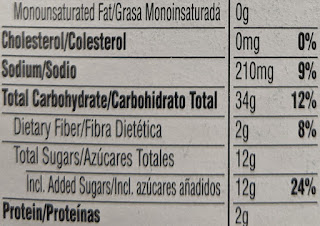 Monounsaturated Fat/Grasa Monoinsaturada 0g
Cholesterol/Colesterol 0mg 0%
Sodium/Sodio 210mg 9%
Total Carbohydrate/Carbohidrato Total 34g 12%
Dietary Fiber/Fibra Dietética 2g 8%
Total Sugars/Azúcares Totales 12g
Incl. Added Sugars/Incl. azúcares añadidos 12g 24%
Protein/Proteínas 2g